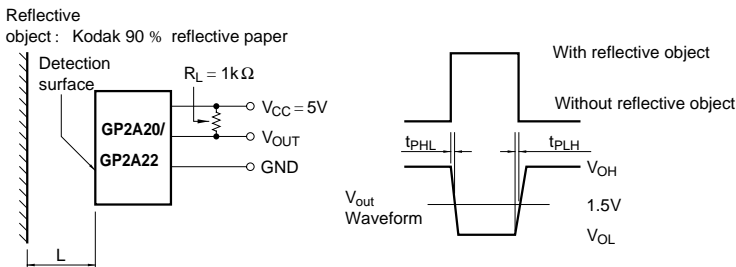 Reflective
object : Kodak 90 % reflective paper
Detection
surface
RL = 1k Ω
VCC = 5V
GP2A20/
GP2A22
VOUT
GND
L
With reflective object
Without reflective object
tPHL
tPLH
VOH
Vout
Waveform
1.5V
VOL